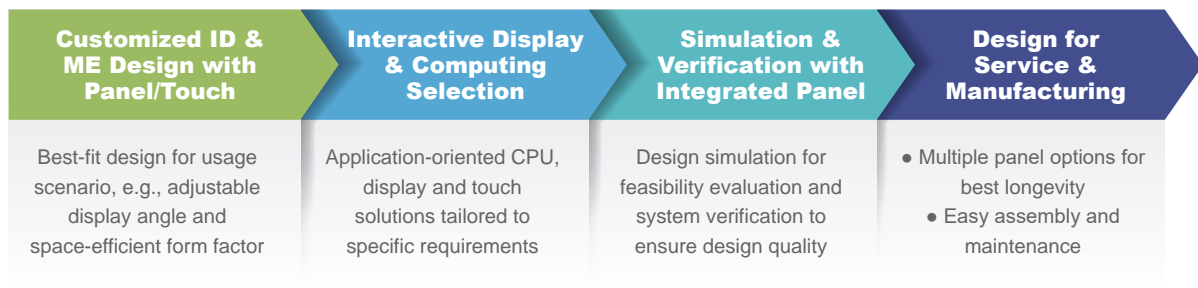 Customized ID &
ME Design with
Panel/Touch
Best-fit design for usage
scenario, e.g., adjustable
display angle and
space-efficient form factor
Interactive Display
& Computing
Selection
Application-oriented CPU,
display and touch
solutions tailored to
specific requirements
Simulation &
Verification with
Integrated Panel
Design simulation for
feasibility evaluation and
system verification to
ensure design quality
Design for
Service &
Manufacturing
● Multiple panel options for
best longevity
● Easy assembly and
maintenance